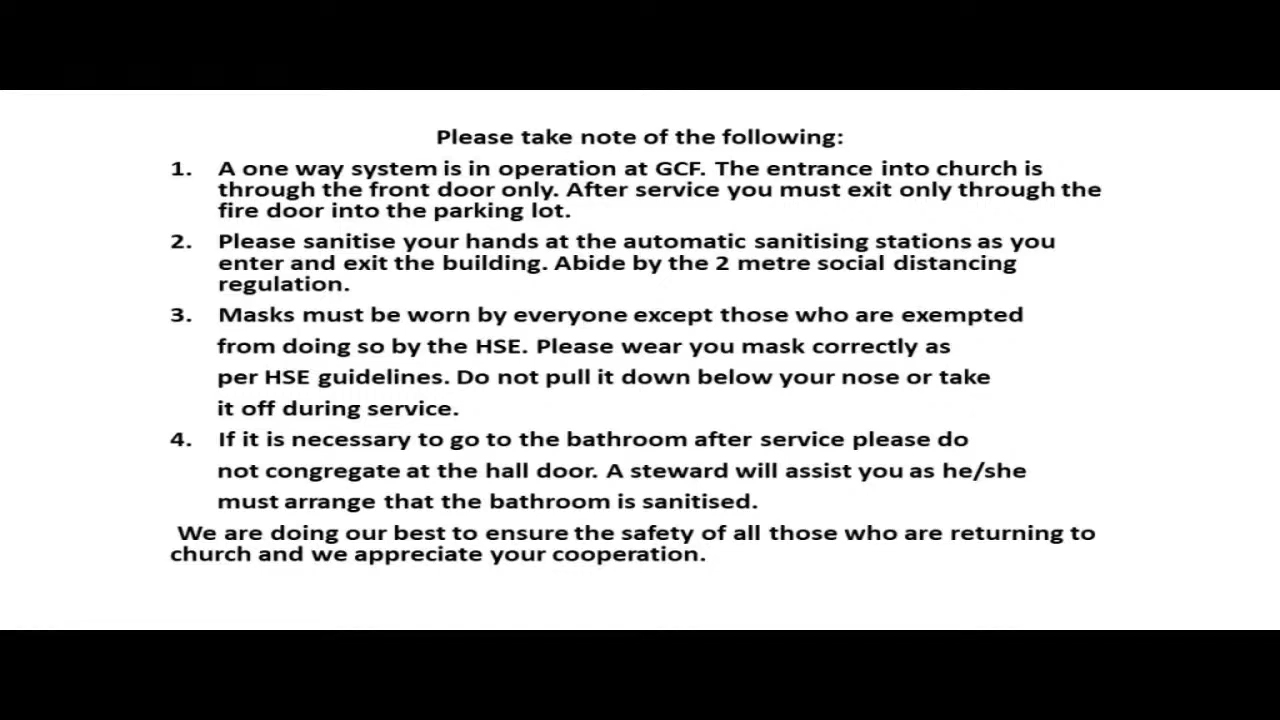 Please take note of the following:
1. A one way system is in operation at GCF. The entrance into church is
through the front door only. After service you must exit only through the
fire door into the parking lot.
2. Please sanitise your hands at the automatic sanitising stations as you
enter and exit the building. Abide by the 2 metre social distancing
regulation.
3. Masks must be worn by everyone except those who are exempted
from doing so by the HSE. Please wear you mask correctly as
per HSE guidelines. Do not pull it down below your nose or take
it off during service.
4. If it is necessary to go to the bathroom after service please do
not congregate at the hall door. A steward will assist you as he/she
must arrange that the bathroom is sanitised.
We are doing our best to ensure the safety of all those who are returning to
church and we appreciate your cooperation.